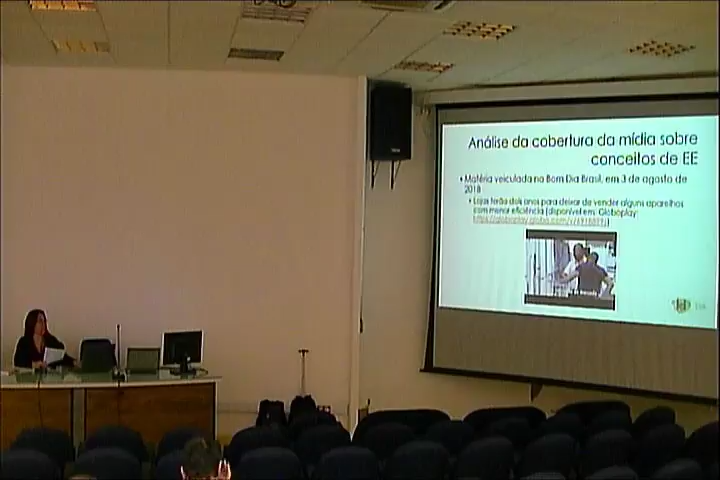 Análise da cobertura da mídia sobre
conceitos de EE
• Matéria veiculada no Bom Dia Brasil, em 3 de agosto de
2018
• Lojas terão dois anos para deixar de vender alguns aparelhos
com menor eficiência (disponível em: Globoplay: